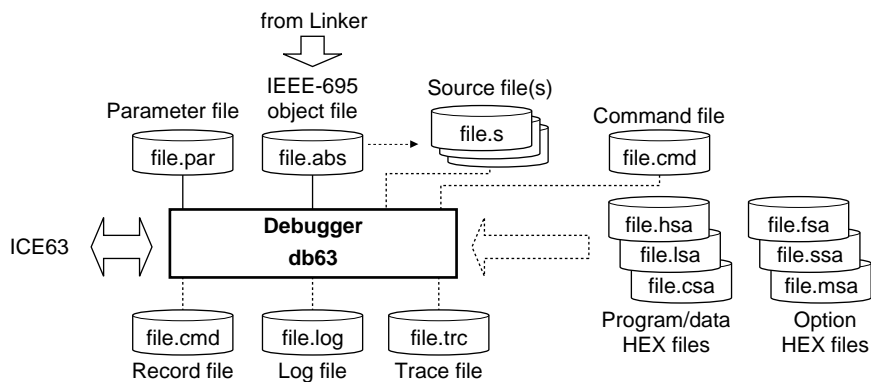 from Linker
IEEE-695
object file
Source file(s)
Parameter file
Command file
file.par
file.abs
file.s
file.cmd
ICE63
Debugger
db63
file.hsa
file.lsa
file.csa
file.fsa
file.ssa
file.msa
file.cmd
file.log
file.trc
Record file
Log file
Trace file
Program/data
HEX files
Option
HEX files